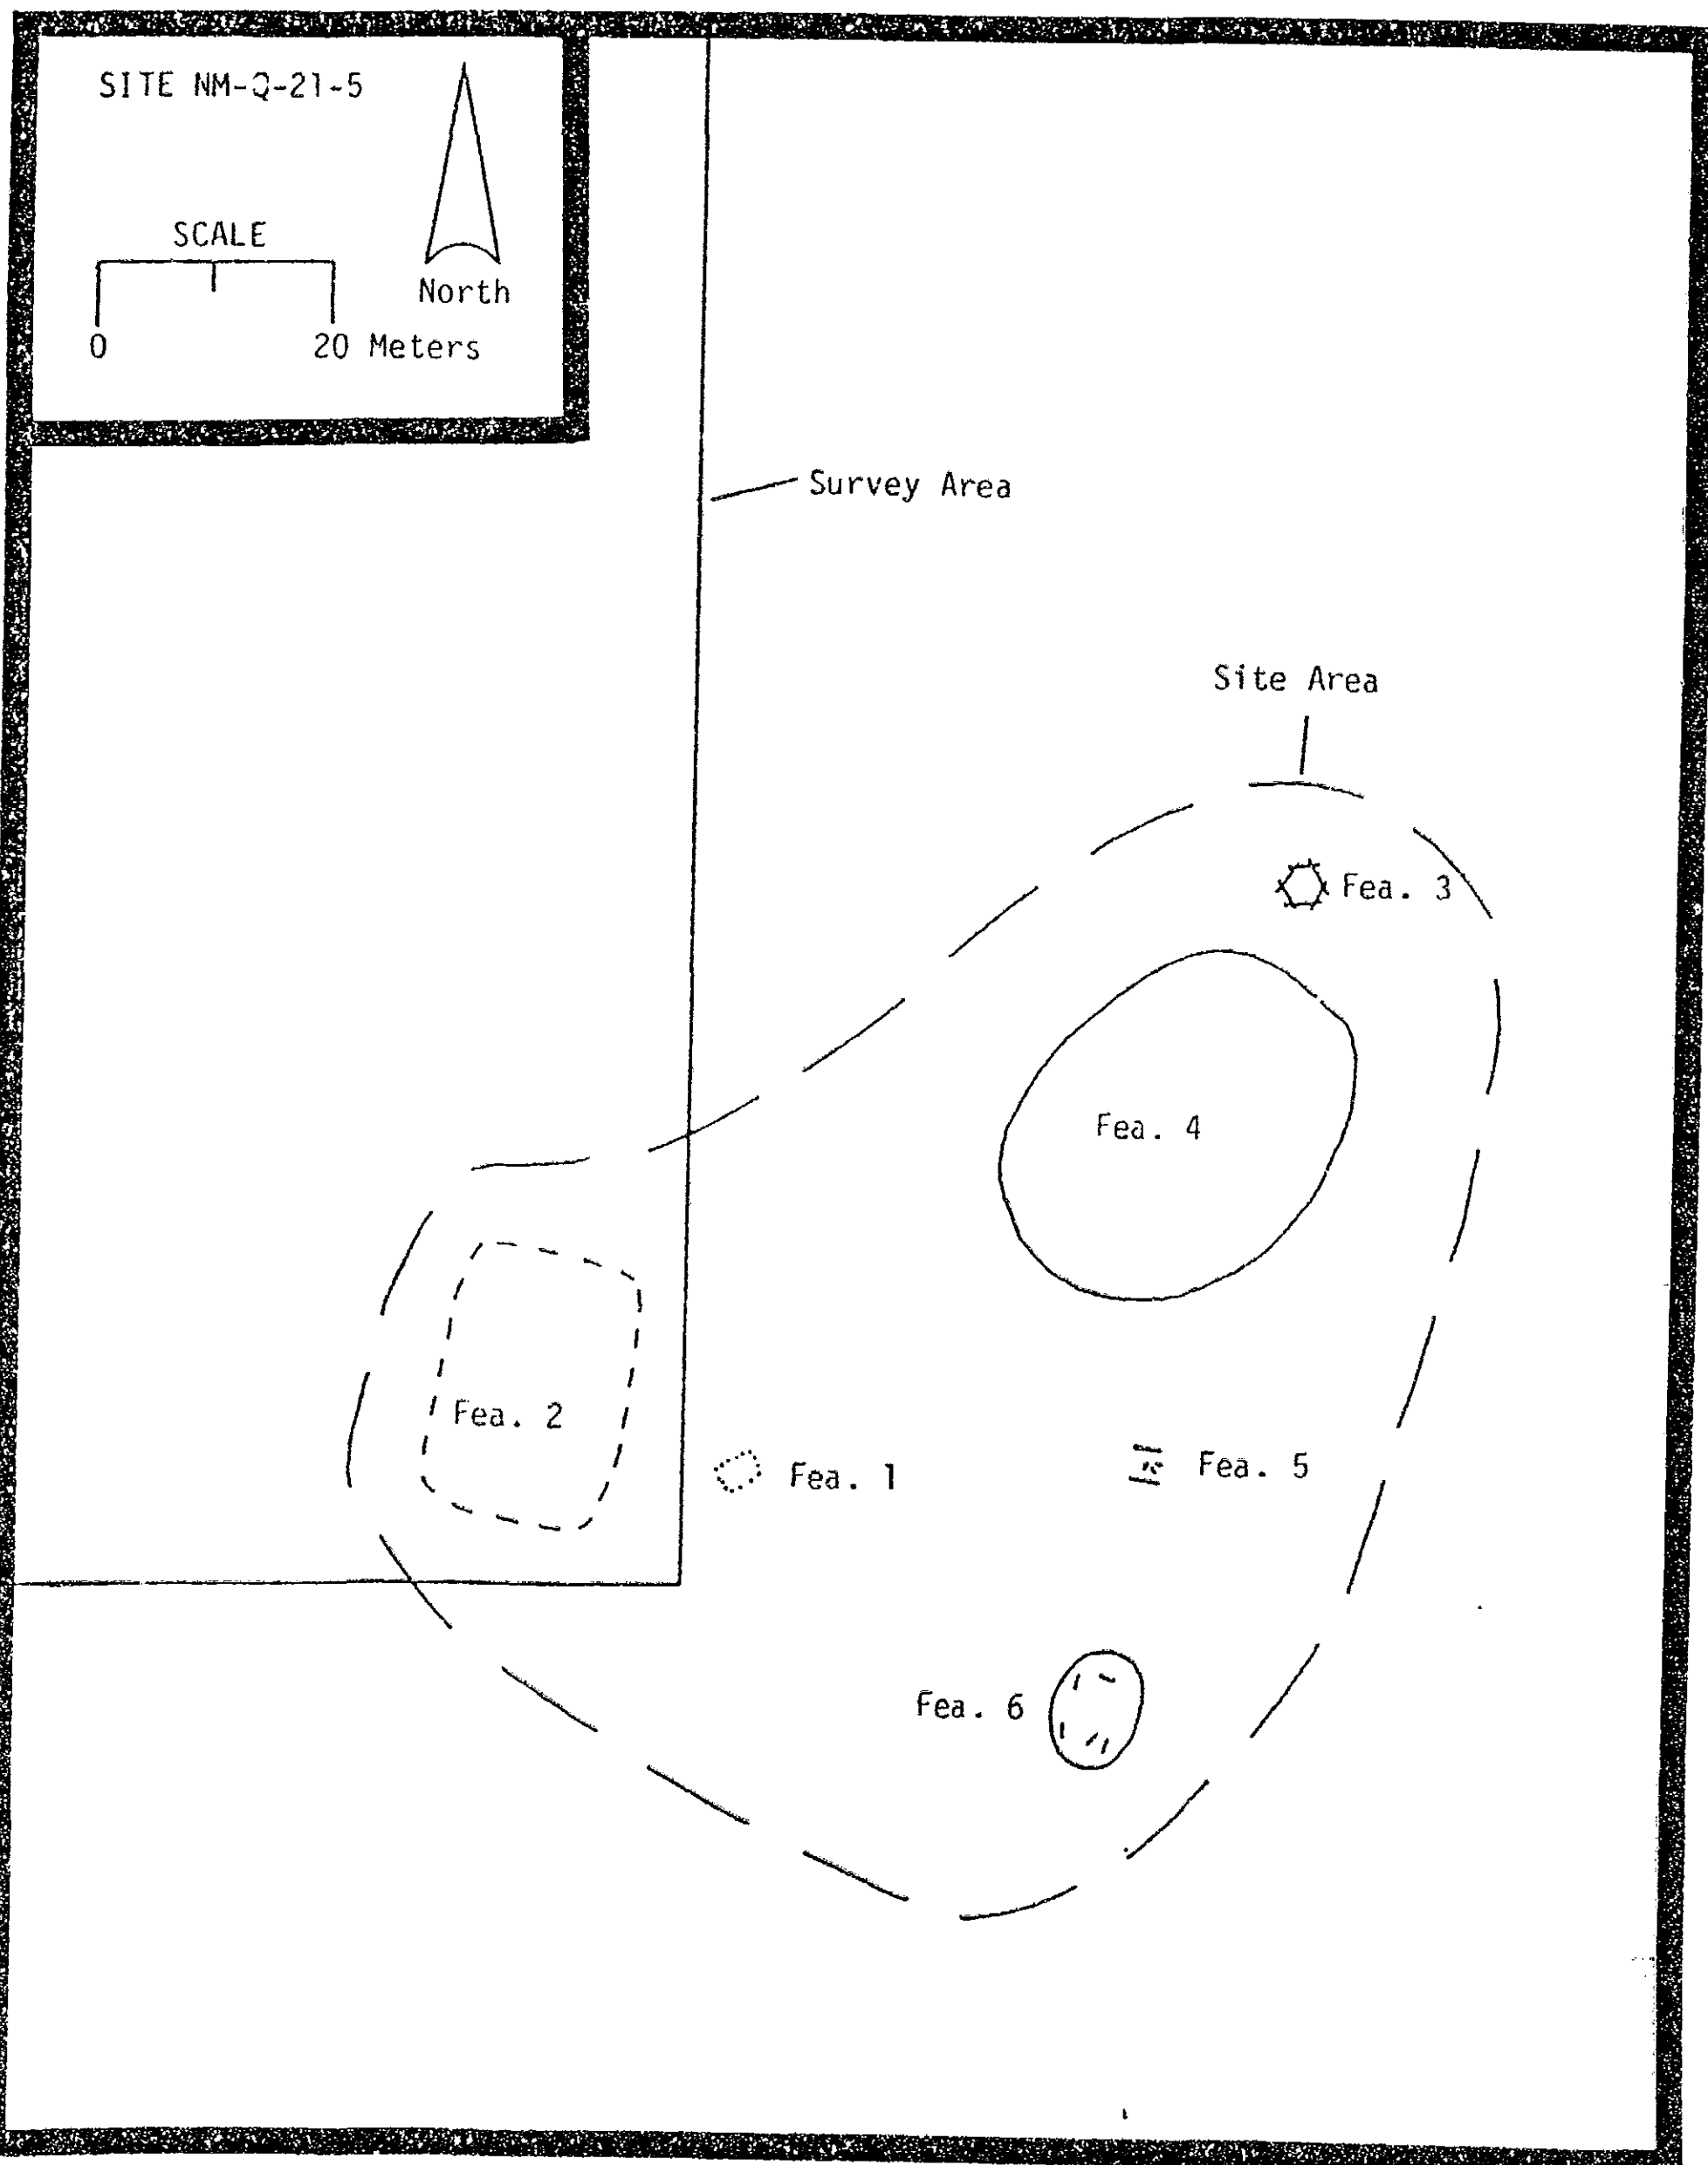 SITE NM-Q-21-5
SCALE
North
0 20 Meters
Survey Area
Site Area
Fea. 3
Fea. 4
Fea. 2
Fea. 1
Fea. 5
Fea. 6